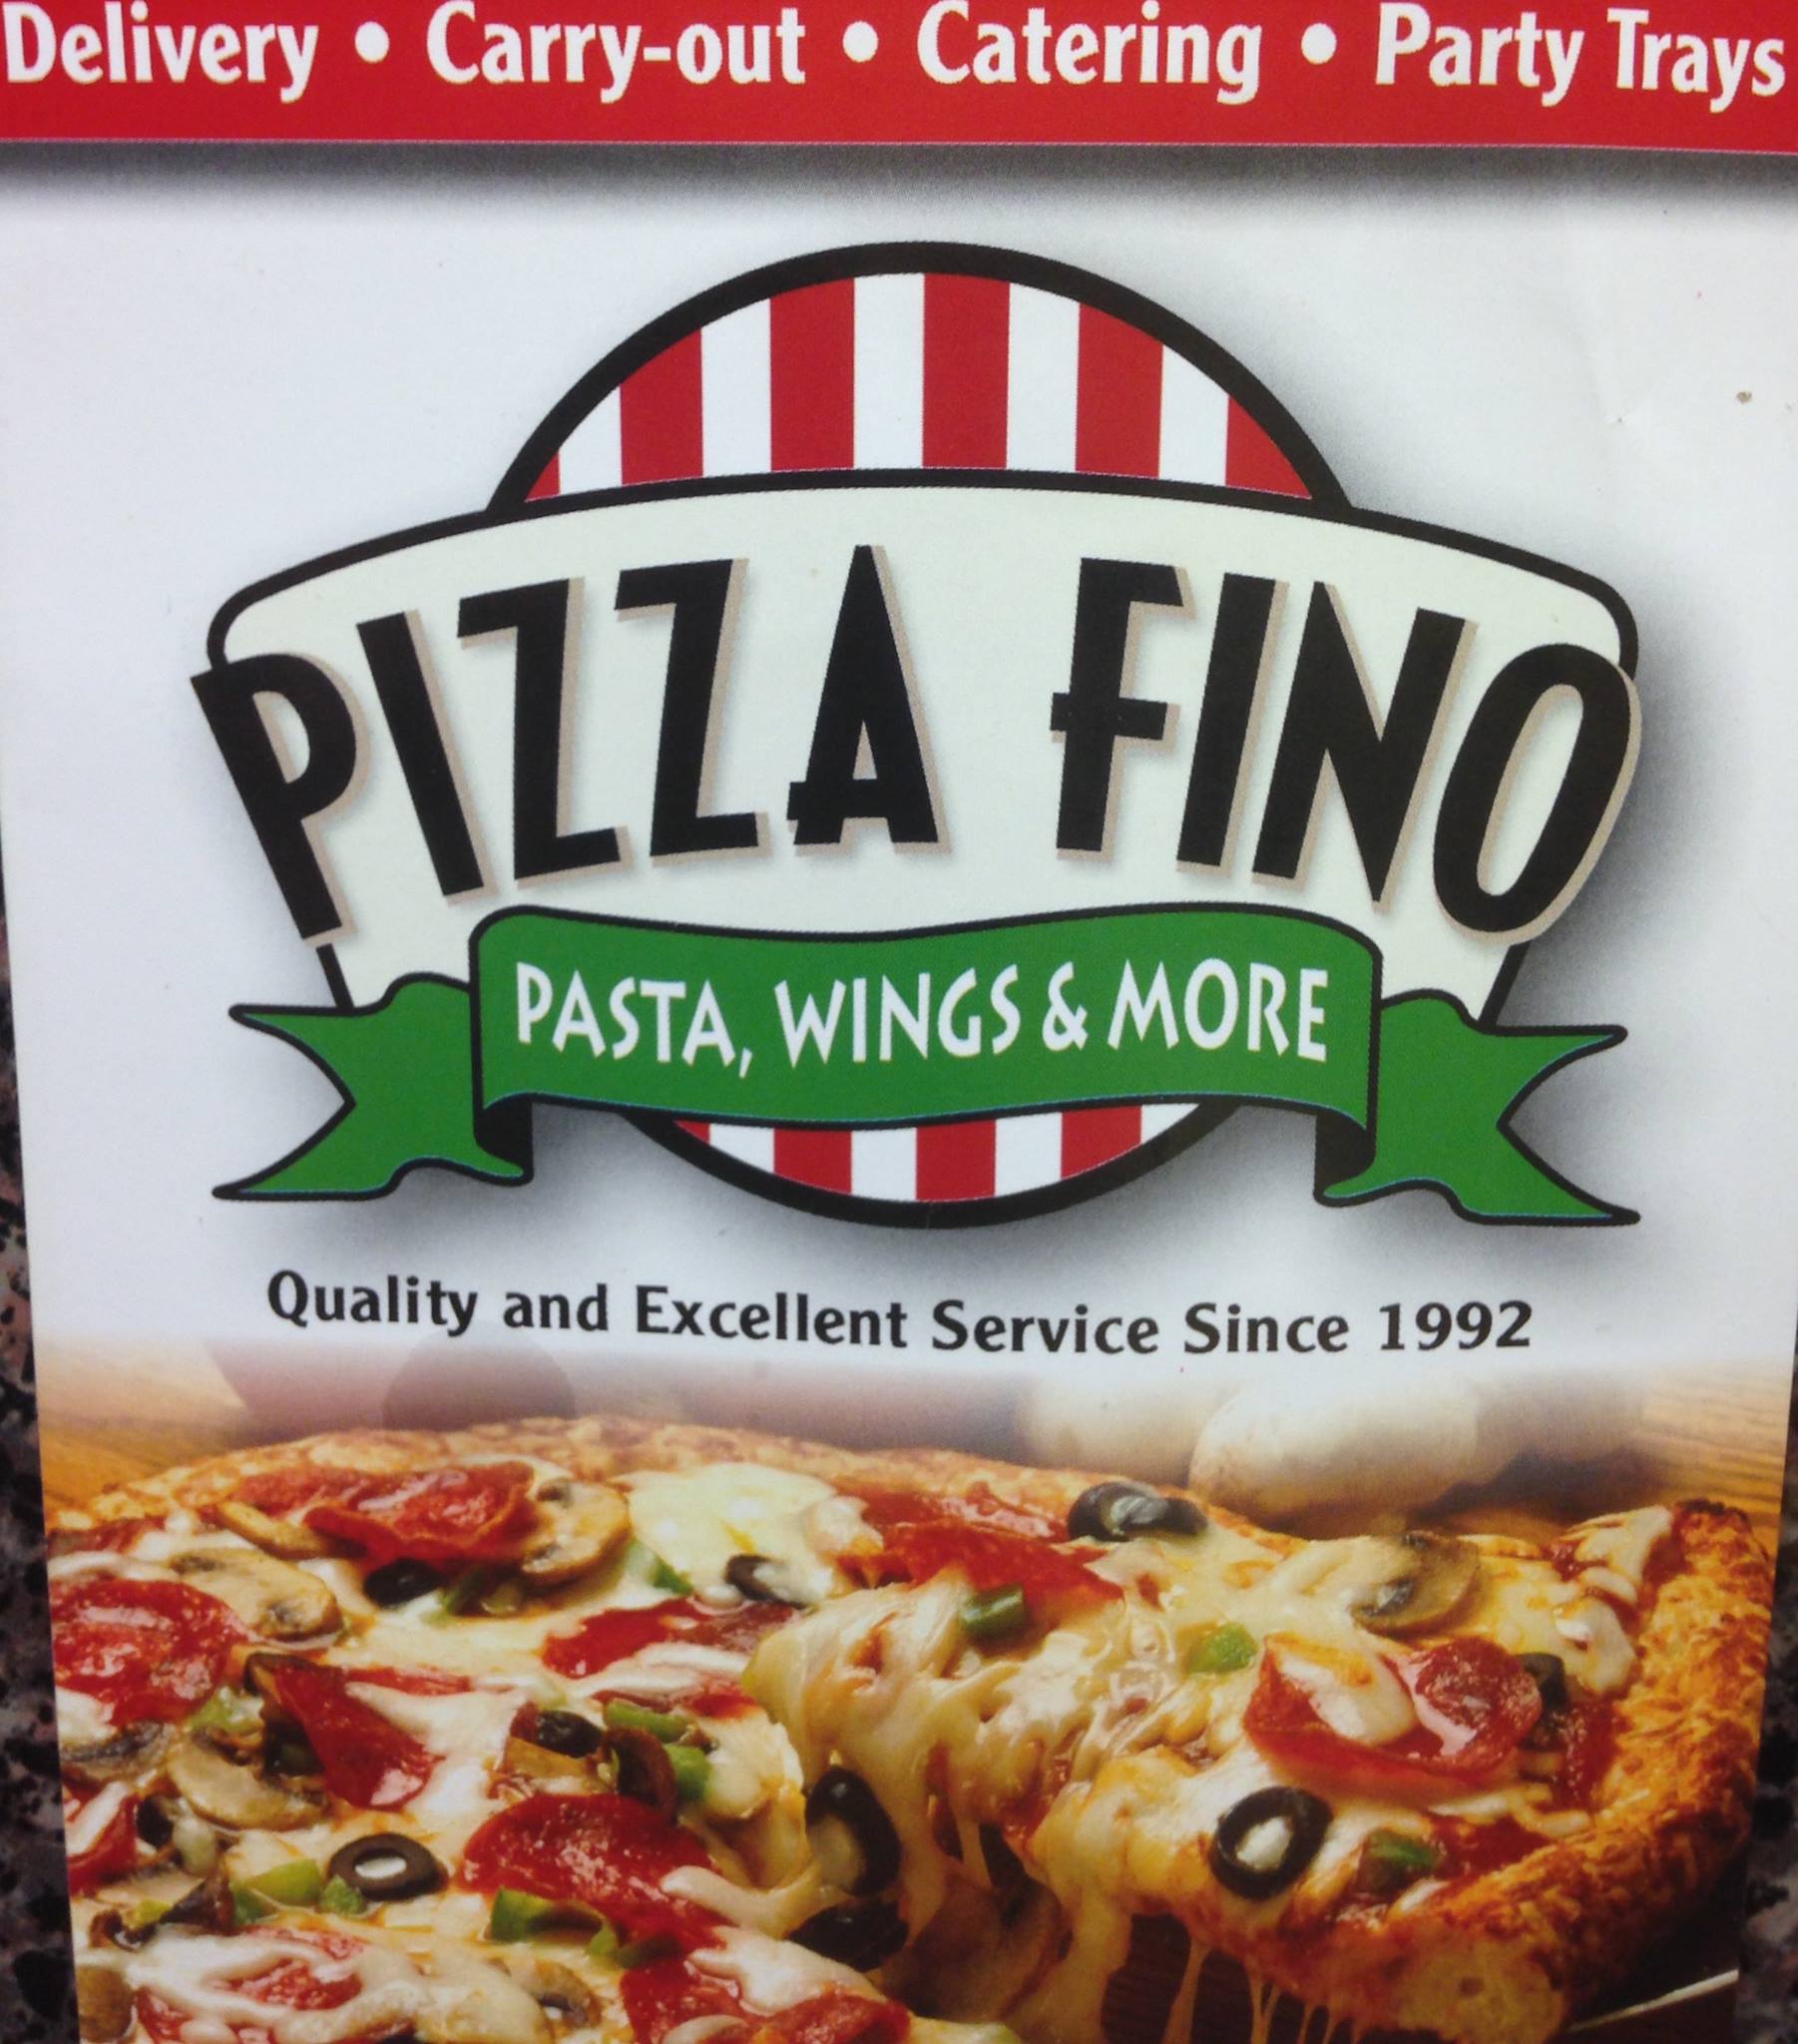 Delivery • Carry-out • Catering • Party Trays
PIZZA FINO
PASTA, WINGS & MORE
Quality and Excellent Service Since 1992